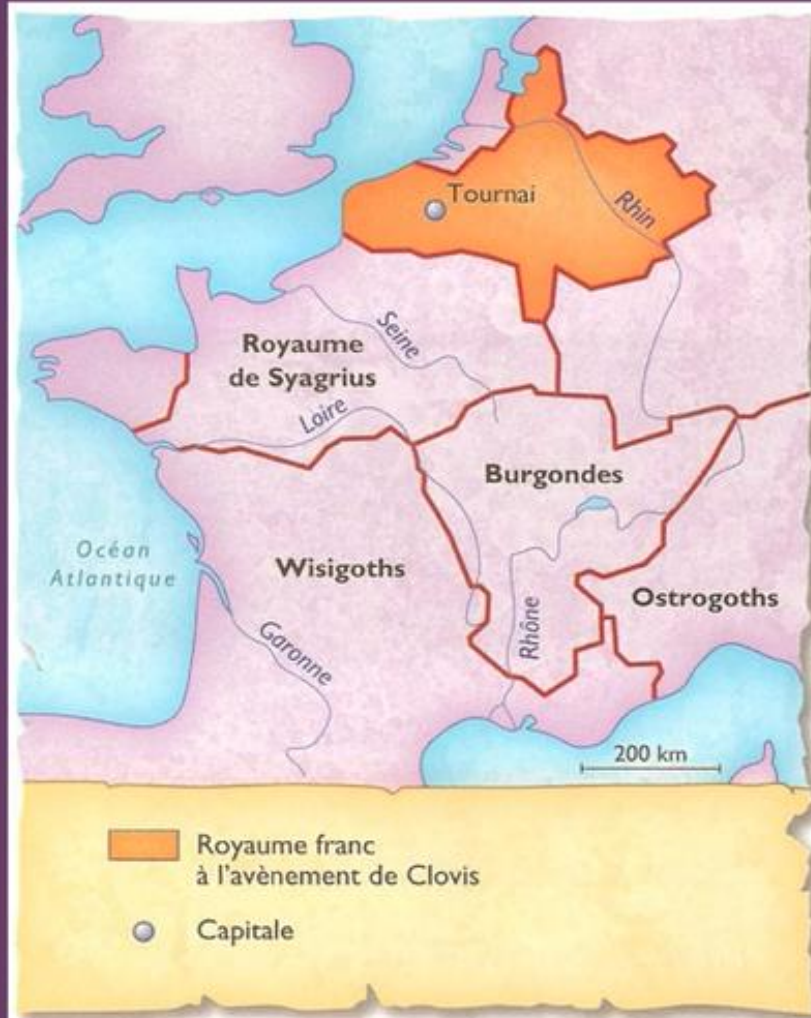 Tournai
Rhin
Seine
Royaume
de Syagrius
Loire
Burgondes
Océan
Atlantique
Wisigoths
Ostrogoths
Garonne
Rhône
200 km
Royaume franc
à l'avènement de Clovis
Capitale